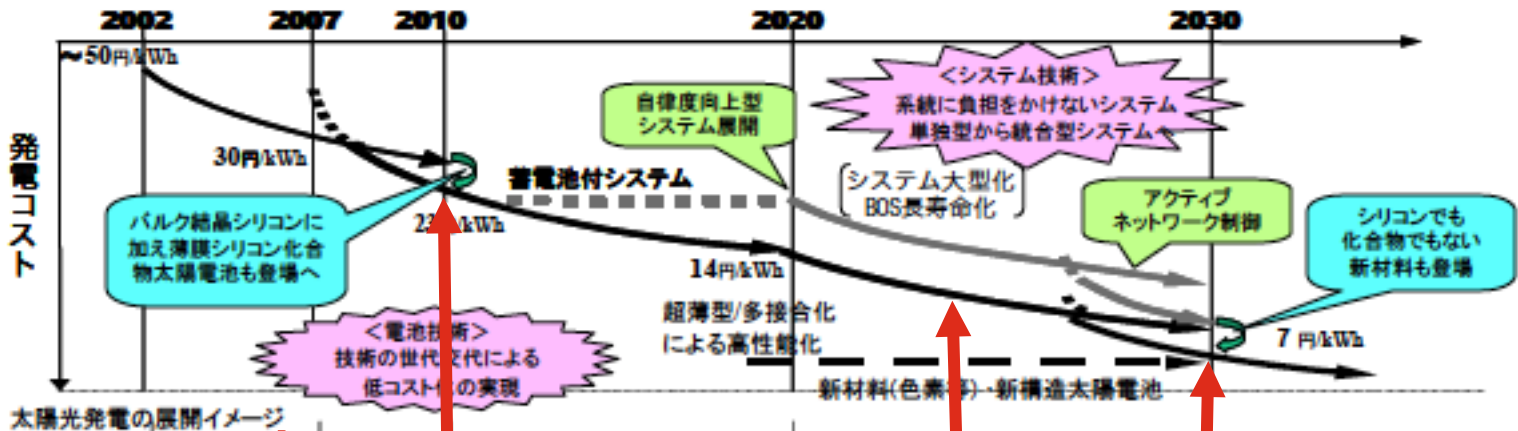 2002
2007
2010
2020
2030
～50円/kWh
発電コスト
30円/kWh
バルク結晶シリコンに
加え薄膜シリコン化合
物太陽電池も登場へ
23円/kWh
蓄電池付システム
自律度向上型
システム展開
＜システム技術＞
系統に負担をかけないシステム
単独型から統合型システムへ
システム大型化
BOS長寿命化
アクティブ
ネットワーク制御
シリコンでも
化合物でもない
新材料も登場
14円/kWh
超薄型/多接合化
による高性能化
7 円/kWh
＜電池技術＞
技術の世代交代による
低コスト化の実現
新材料(色素等)・新構造太陽電池
太陽光発電の展開イメージ